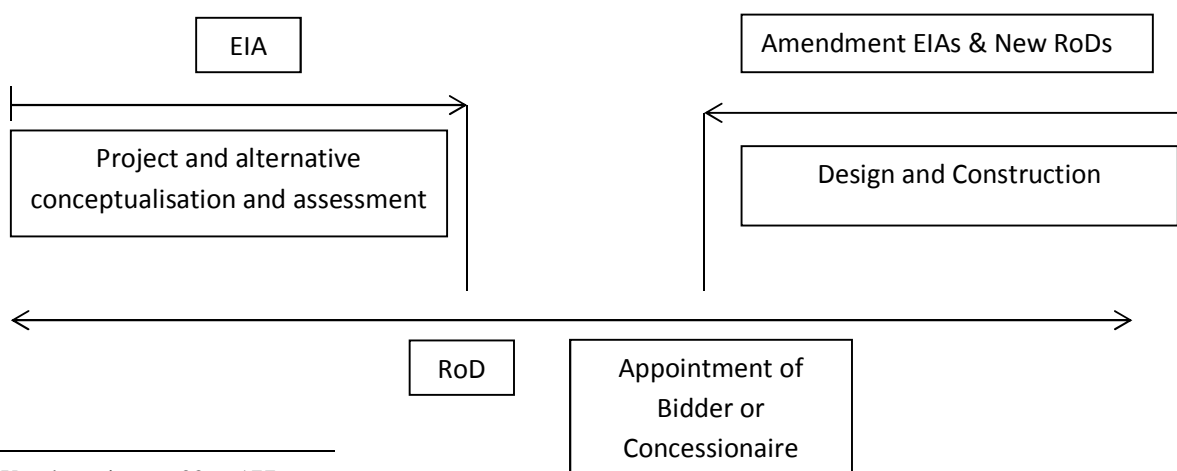 EIA
Amendment EIAs & New RoDs
Project and alternative
conceptualisation and assessment
Design and Construction
RoD
Appointment of
Bidder or
Concessionaire